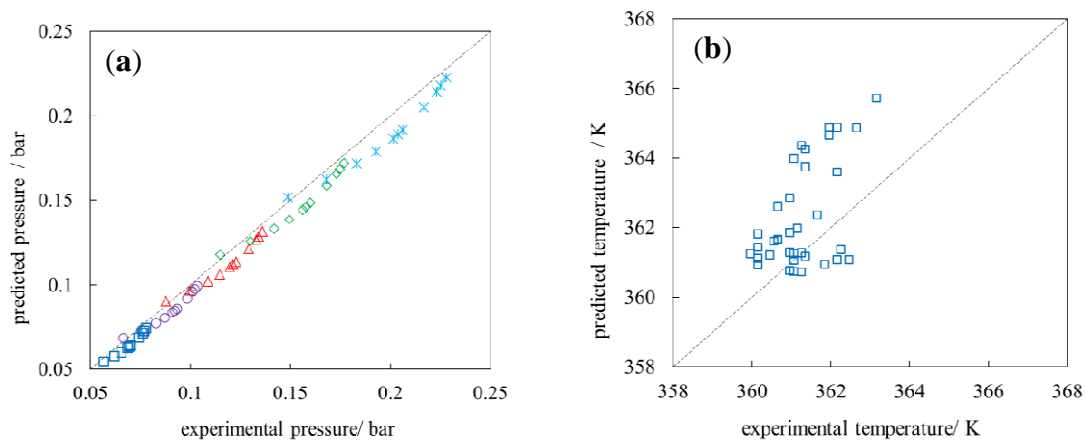 (a)
0.25
0.2
0.15
0.1
0.05
predicted pressure / bar
0.05 0.1 0.15 0.2 0.25
experimental pressure/ bar
(b)
368
366
364
362
360
358
predicted temperature / K
358 360 362 364 366 368
experimental temperature/ K